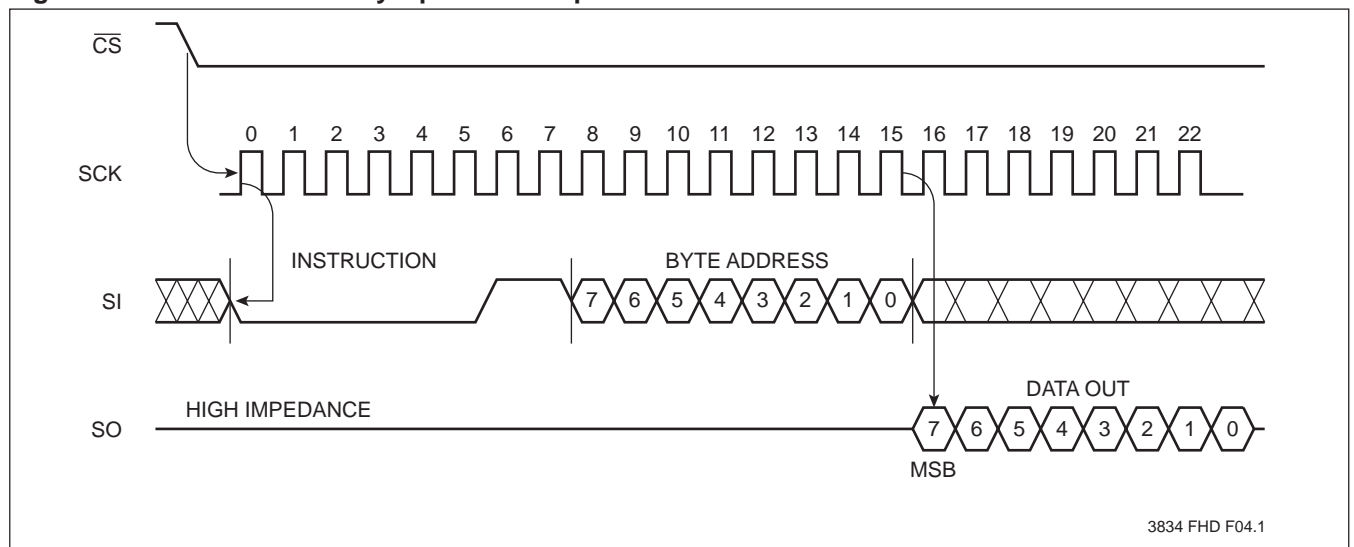 CS
0 1 2 3 4 5 6 7 8 9 10 11 12 13 14 15 16 17 18 19 20 21 22
SCK
INSTRUCTION BYTE ADDRESS
SI 7 6 5 4 3 2 1 0
DATA OUT
HIGH IMPEDANCE
SO 7 6 5 4 3 2 1 0
MSB
3834 FHD F04.1